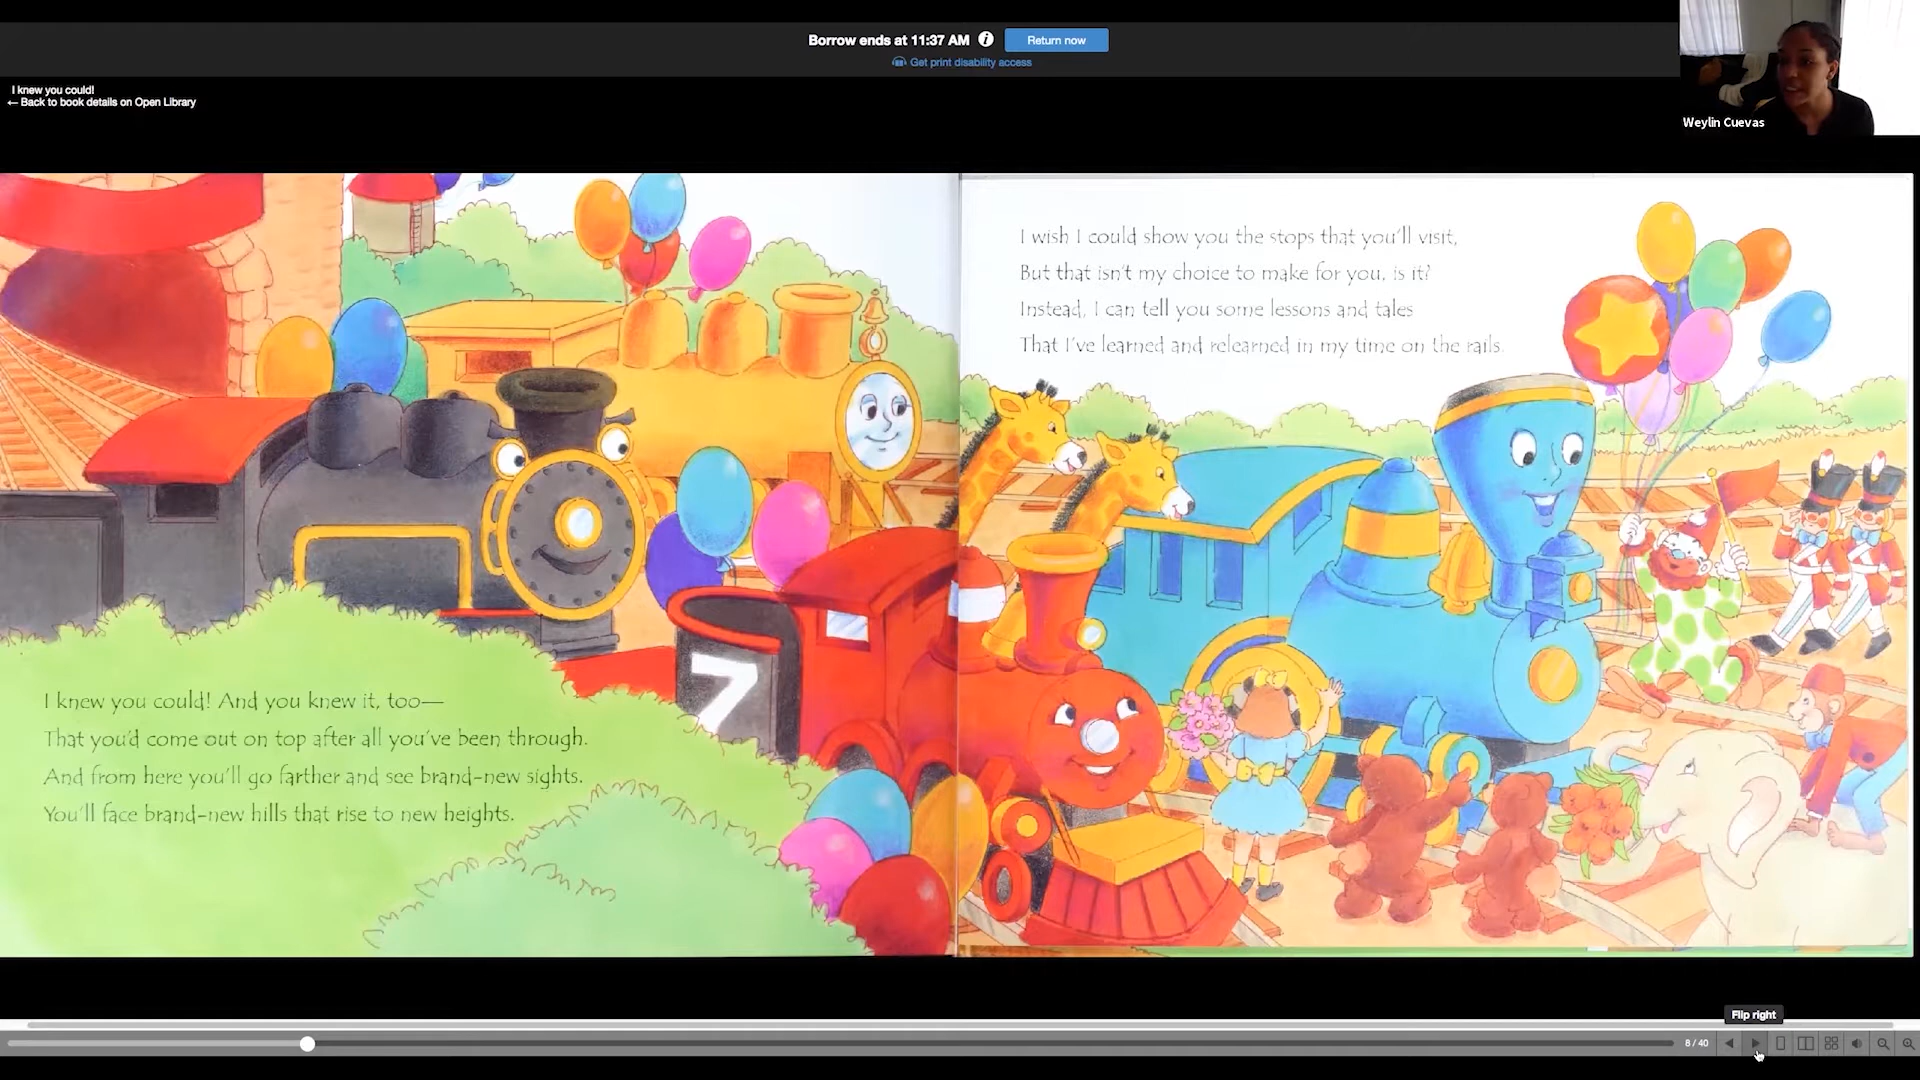 Borrow ends at 11:37 AM
Return now
Get print disability access
I knew you could!
← Back to book details on Open Library
Weylin Cuevas
I wish I could show you the stops that you'll visit,
But that isn't my choice to make for you, is it?
Instead, I can tell you some lessons and tales
That I've learned and relearned in my time on the rails.
7
I knew you could! And you knew it, too—
That you'd come out on top after all you've been through.
And from here you'll go farther and see brand-new sights.
You'll face brand-new hills that rise to new heights.
Flip right
8 / 40